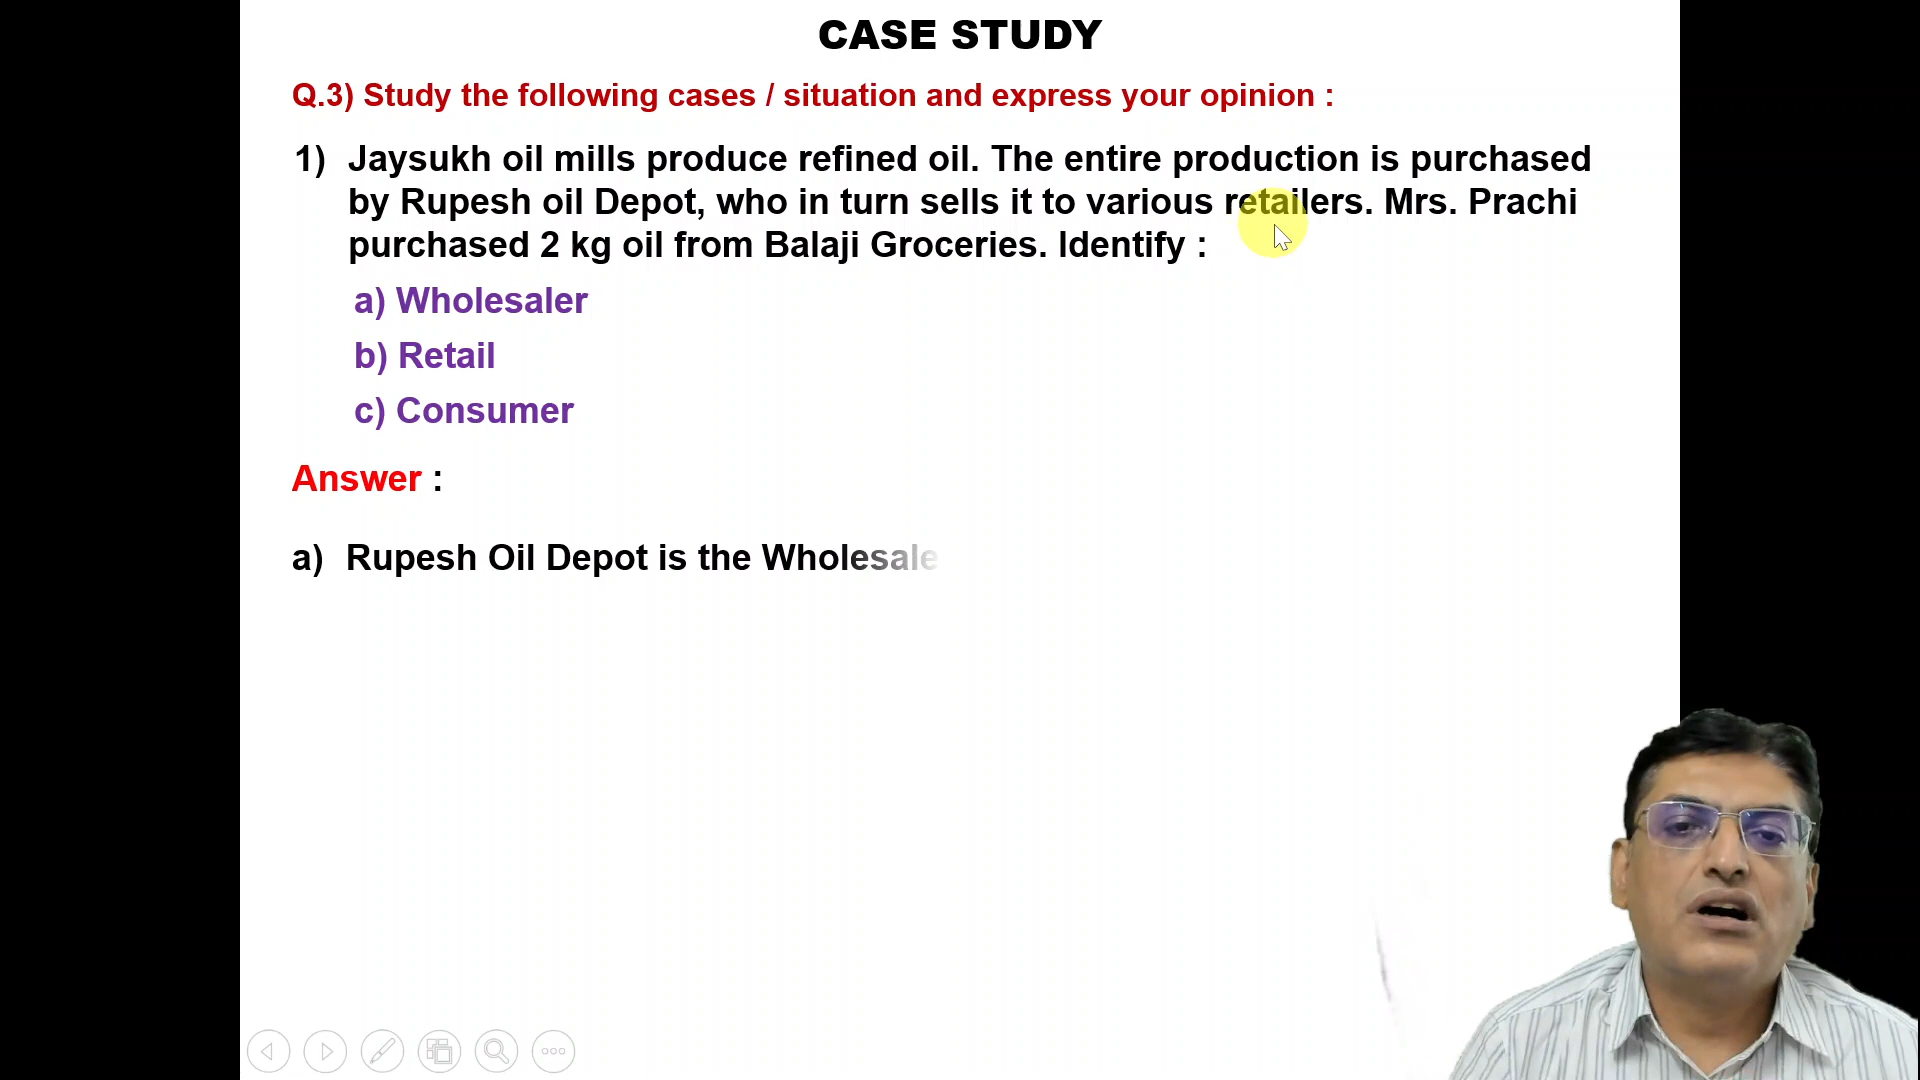 CASE STUDY
Q.3) Study the following cases / situation and express your opinion :
1) Jaysukh oil mills produce refined oil. The entire production is purchased
by Rupesh oil Depot, who in turn sells it to various retailers. Mrs. Prachi
purchased 2 kg oil from Balaji Groceries. Identify :
a) Wholesaler
b) Retail
c) Consumer
Answer :
a) Rupesh Oil Depot is the Wholesale